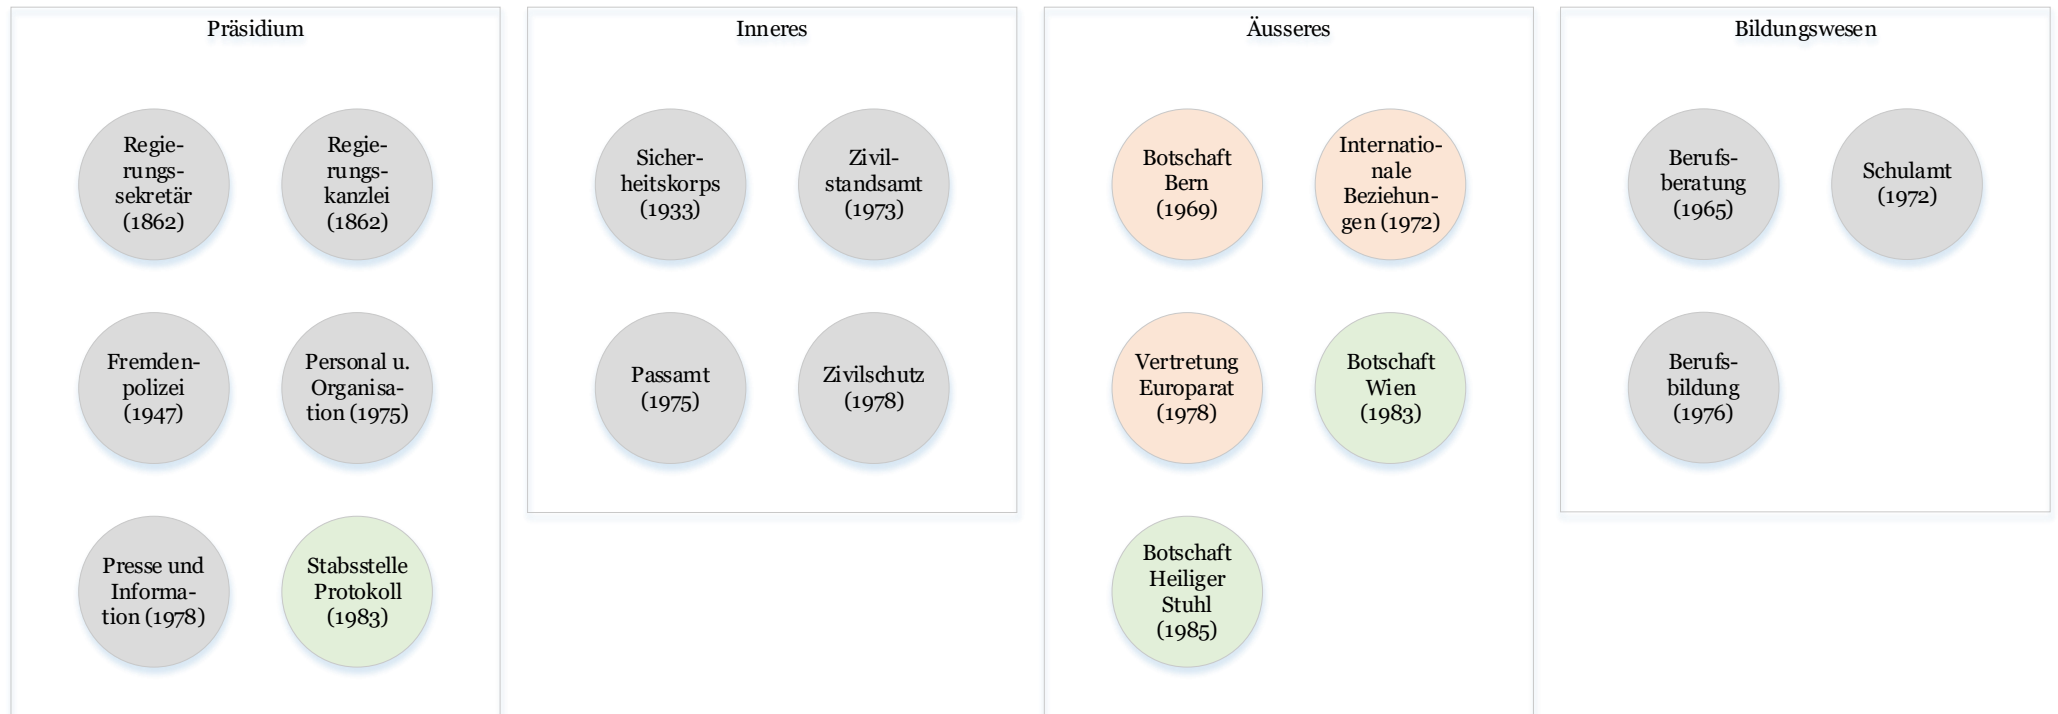 Präsidium
Regie-
rungs-
sekretär
(1862)
Regie-
rungs-
kanzlei
(1862)
Fremden-
polizei
(1947)
Personal u.
Organisa-
tion (1975)
Presse und
Informa-
tion (1978)
Stabsstelle
Protokoll
(1983)
Inneres
Sicher-
heitskorps
(1933)
Zivil-
standsamt
(1973)
Passamt
(1975)
Zivilschutz
(1978)
Äusseres
Botschaft
Bern
(1969)
Internatio-
nale
Beziehun-
gen (1972)
Vertretung
Europarat
(1978)
Botschaft
Wien
(1983)
Botschaft
Heiliger
Stuhl
(1985)
Bildungswesen
Berufs-
beratung
(1965)
Schulamt
(1972)
Berufs-
bildung
(1976)